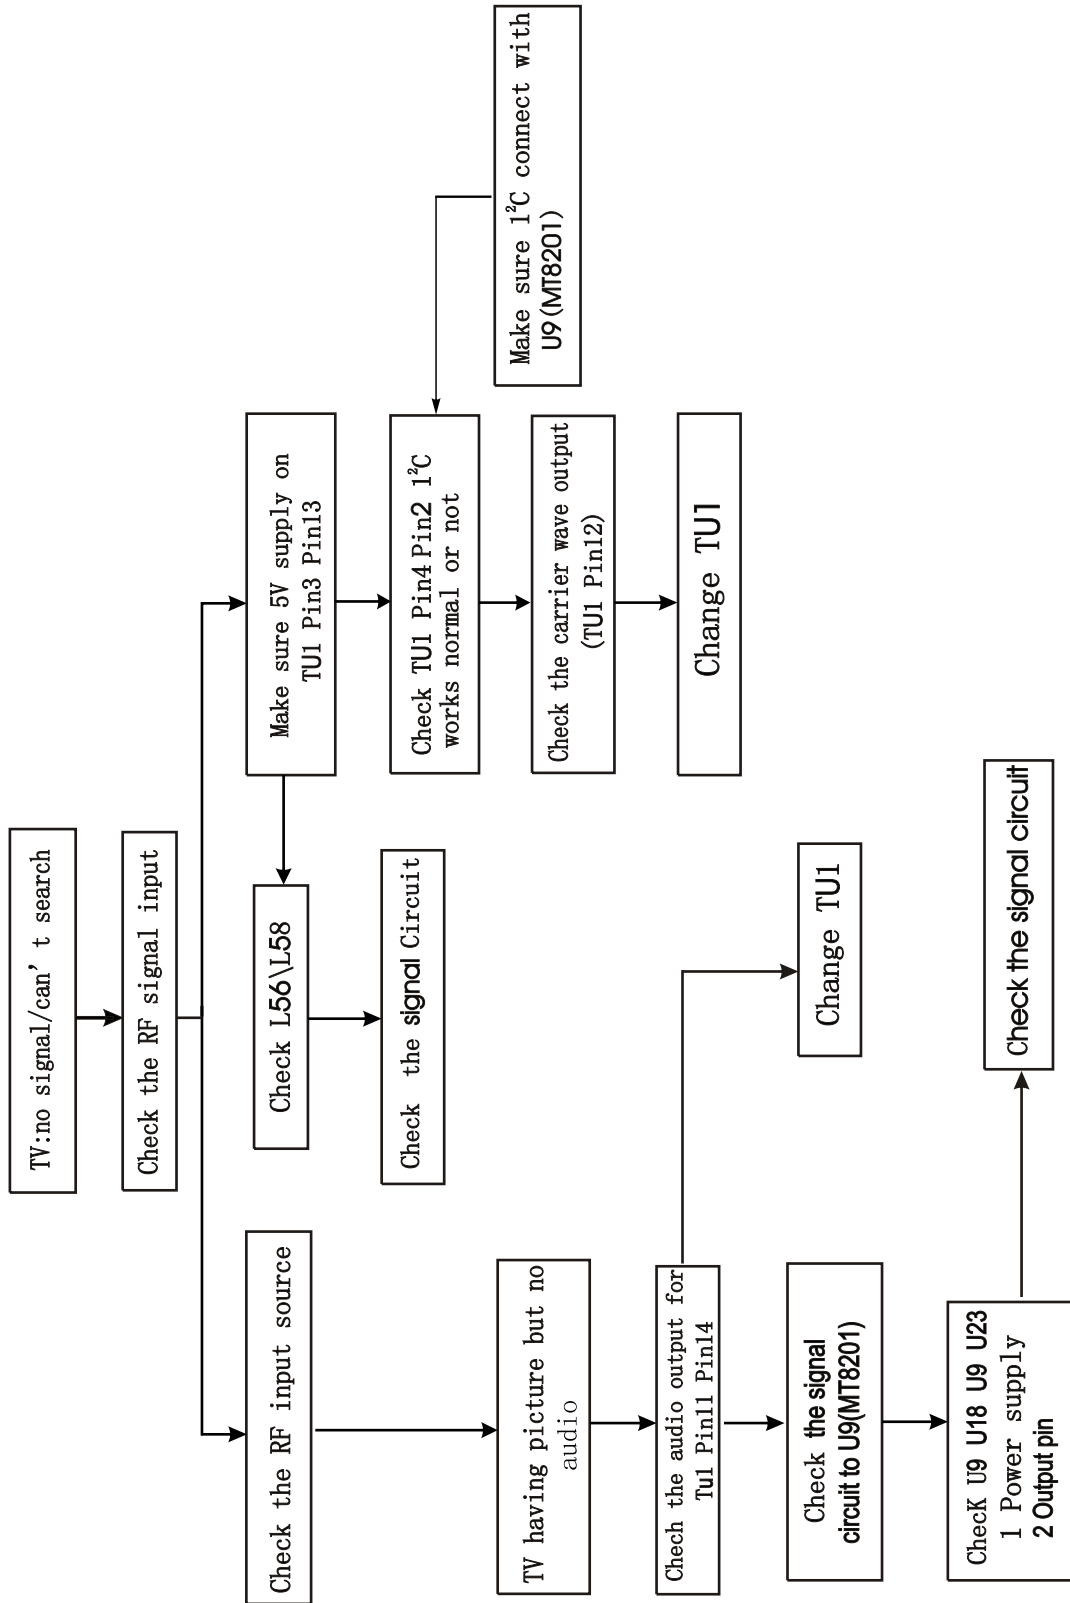 TV:no signal/can't search
Check the RF signal input
Check the RF input source
Make sure 5V supply on
TU1 Pin3 Pin13
Check L56\L58
Check the signal Circuit
Check TU1 Pin4 Pin2 1²C
works normal or not
Make sure 1²C connect with
U9(MT8201)
Check the carrier wave output
(TU1 Pin12)
Change TU1
TV having picture but no
audio
Chech the audio output for
Tu1 Pin11 Pin14
Change TU1
Check the signal
circuit to U9(MT8201)
ChecK U9 U18 U9 U23
1 Power supply
2 Output pin
Check the signal circuit